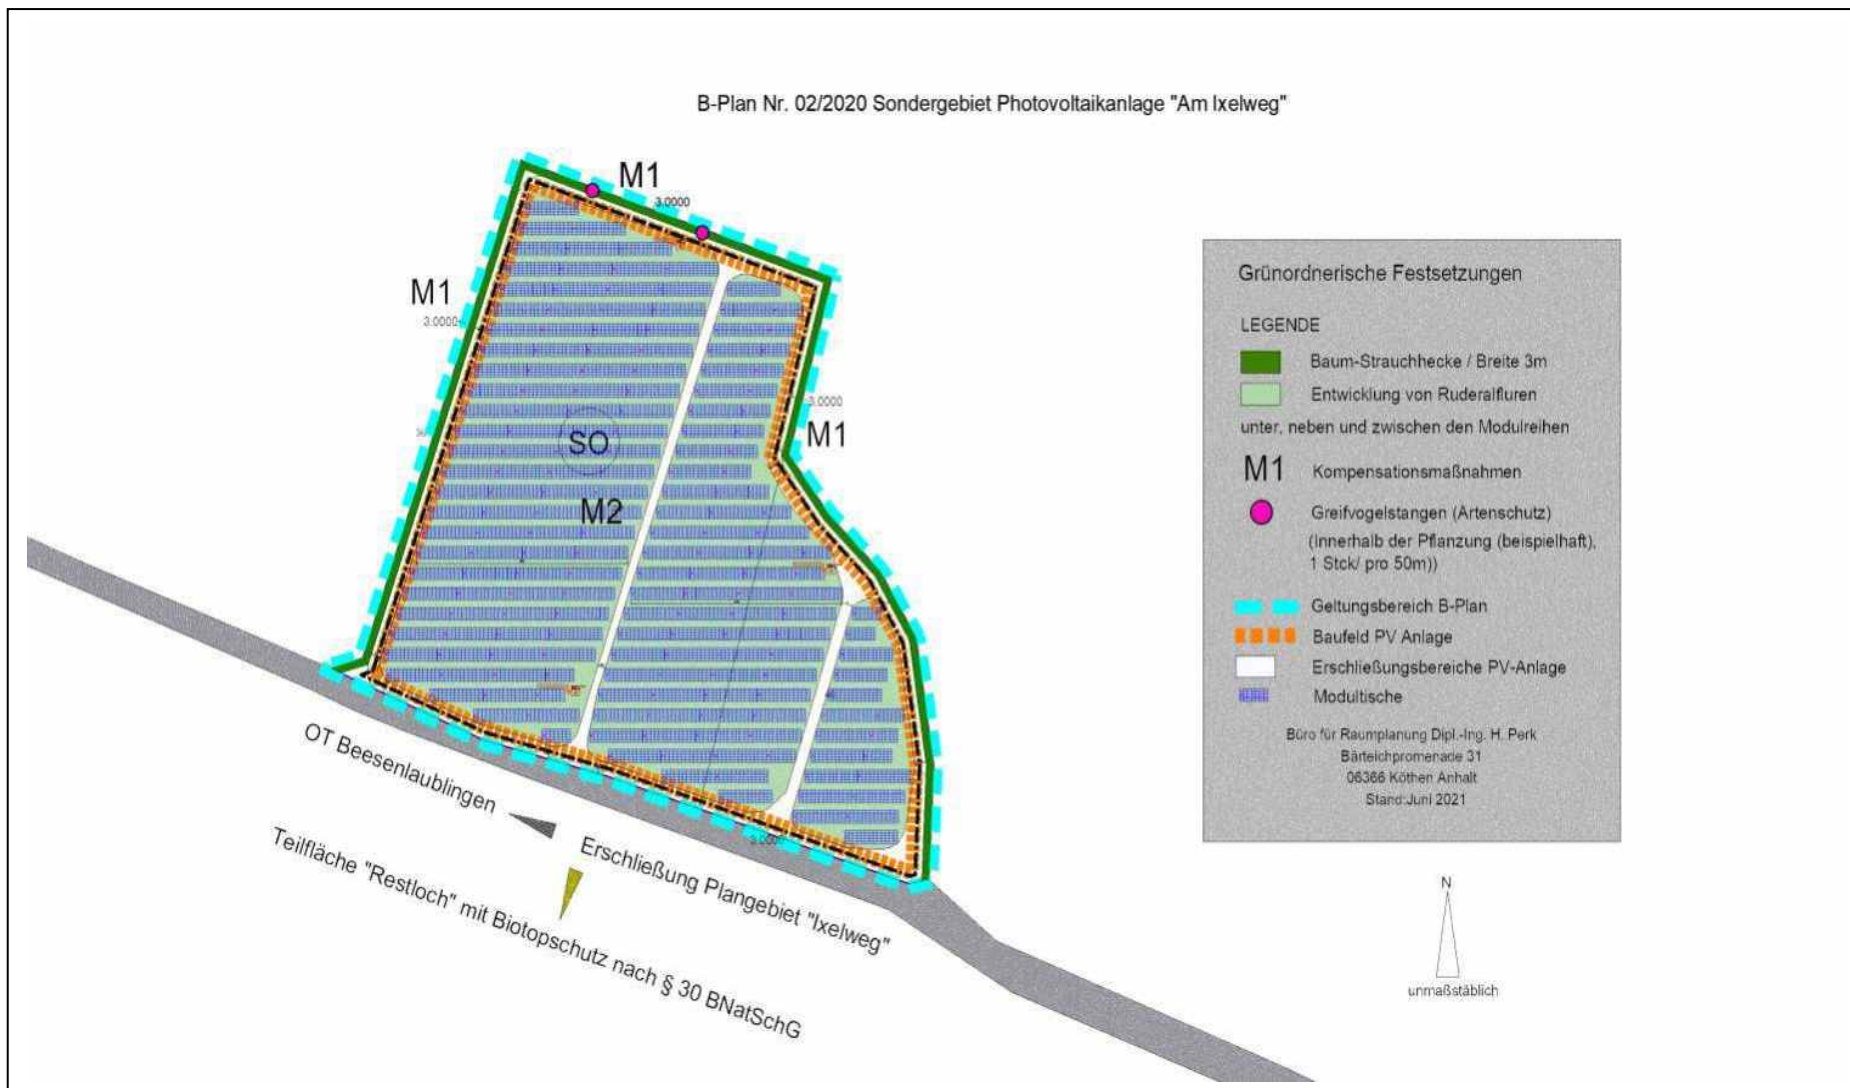 B-Plan Nr. 02/2020 Sondergebiet Photovoltaikanlage "Am Ixelweg"
M1
3.0000
M1
3.0000
3.0000
M1
SO
M2
3.0000
OT Beesenlaublingen
Erschließung Plangebiet "Ixelweg"
Teilfläche "Restloch" mit Biotopschutz nach § 30 BNatSchG
Grünordnerische Festsetzungen
LEGENDE
Baum-Strauchhecke / Breite 3m
Entwicklung von Ruderalfluren
unter, neben und zwischen den Modulreihen
M1 Kompensationsmaßnahmen
Greifvogelstangen (Artenschutz)
(Innerhalb der Pflanzung (beispielhaft),
1 Stck/ pro 50m))
Geltungsbereich B-Plan
Baufeld PV Anlage
Erschließungsbereiche PV-Anlage
Modultische
Büro für Raumplanung Dipl.-Ing. H. Perk
Bärteichpromenade 31
06366 Köthen Anhalt
Stand:Juni 2021
N
unmaßstäblich